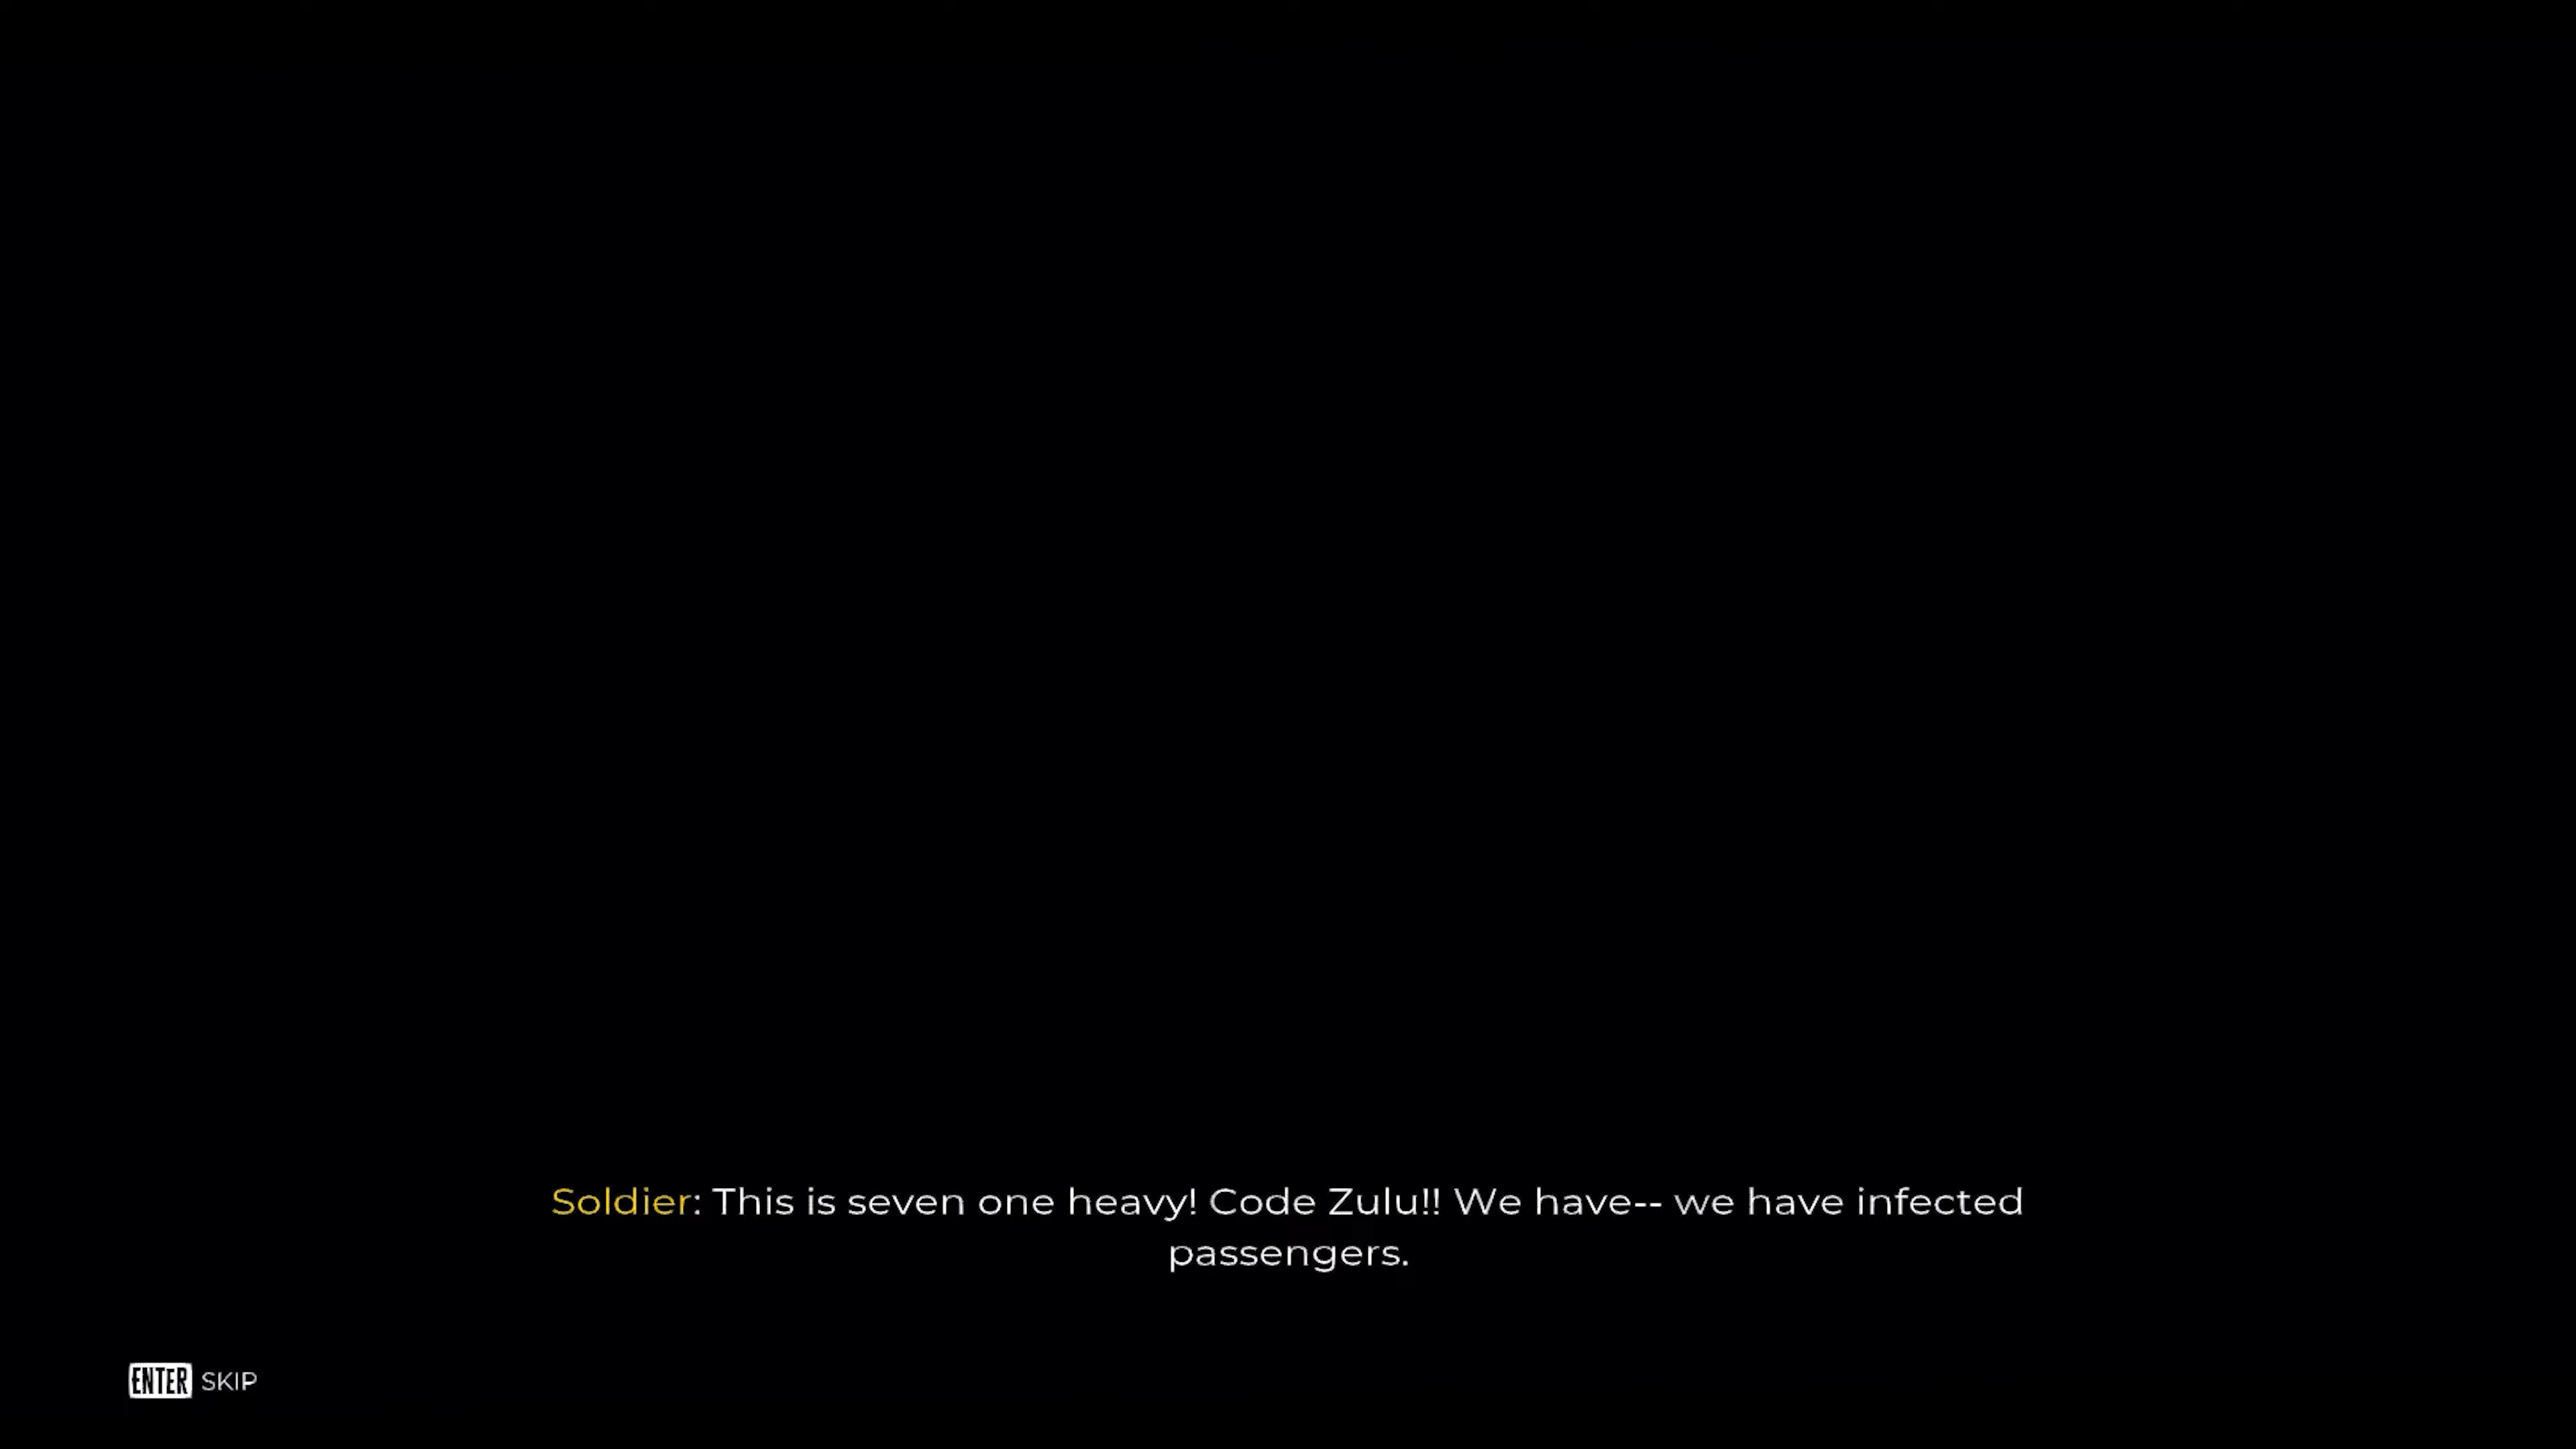 Soldier: This is seven one heavy! Code Zulu!! We have-- we have infected
passengers.
ENTER SKIP